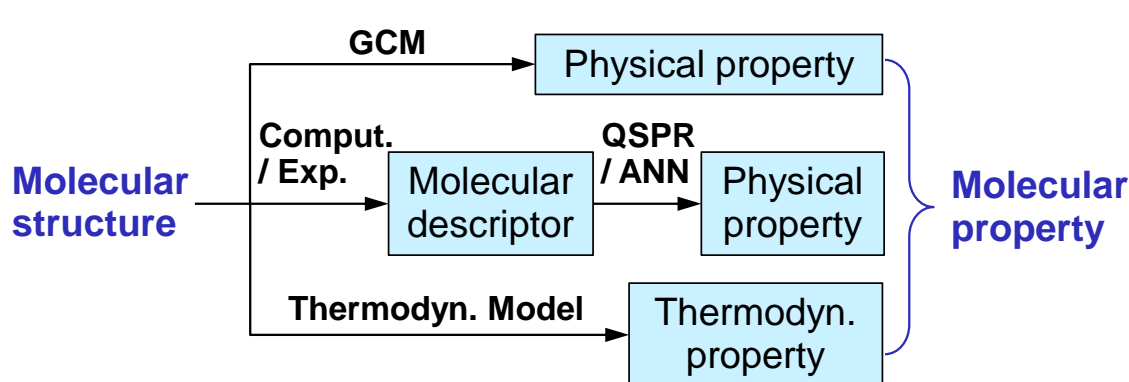 GCM
Physical property
Comput.
/ Exp.
QSPR
/ ANN
Molecular
structure
Molecular
descriptor
Physical
property
Molecular
property
Thermodyn. Model
Thermodyn.
property